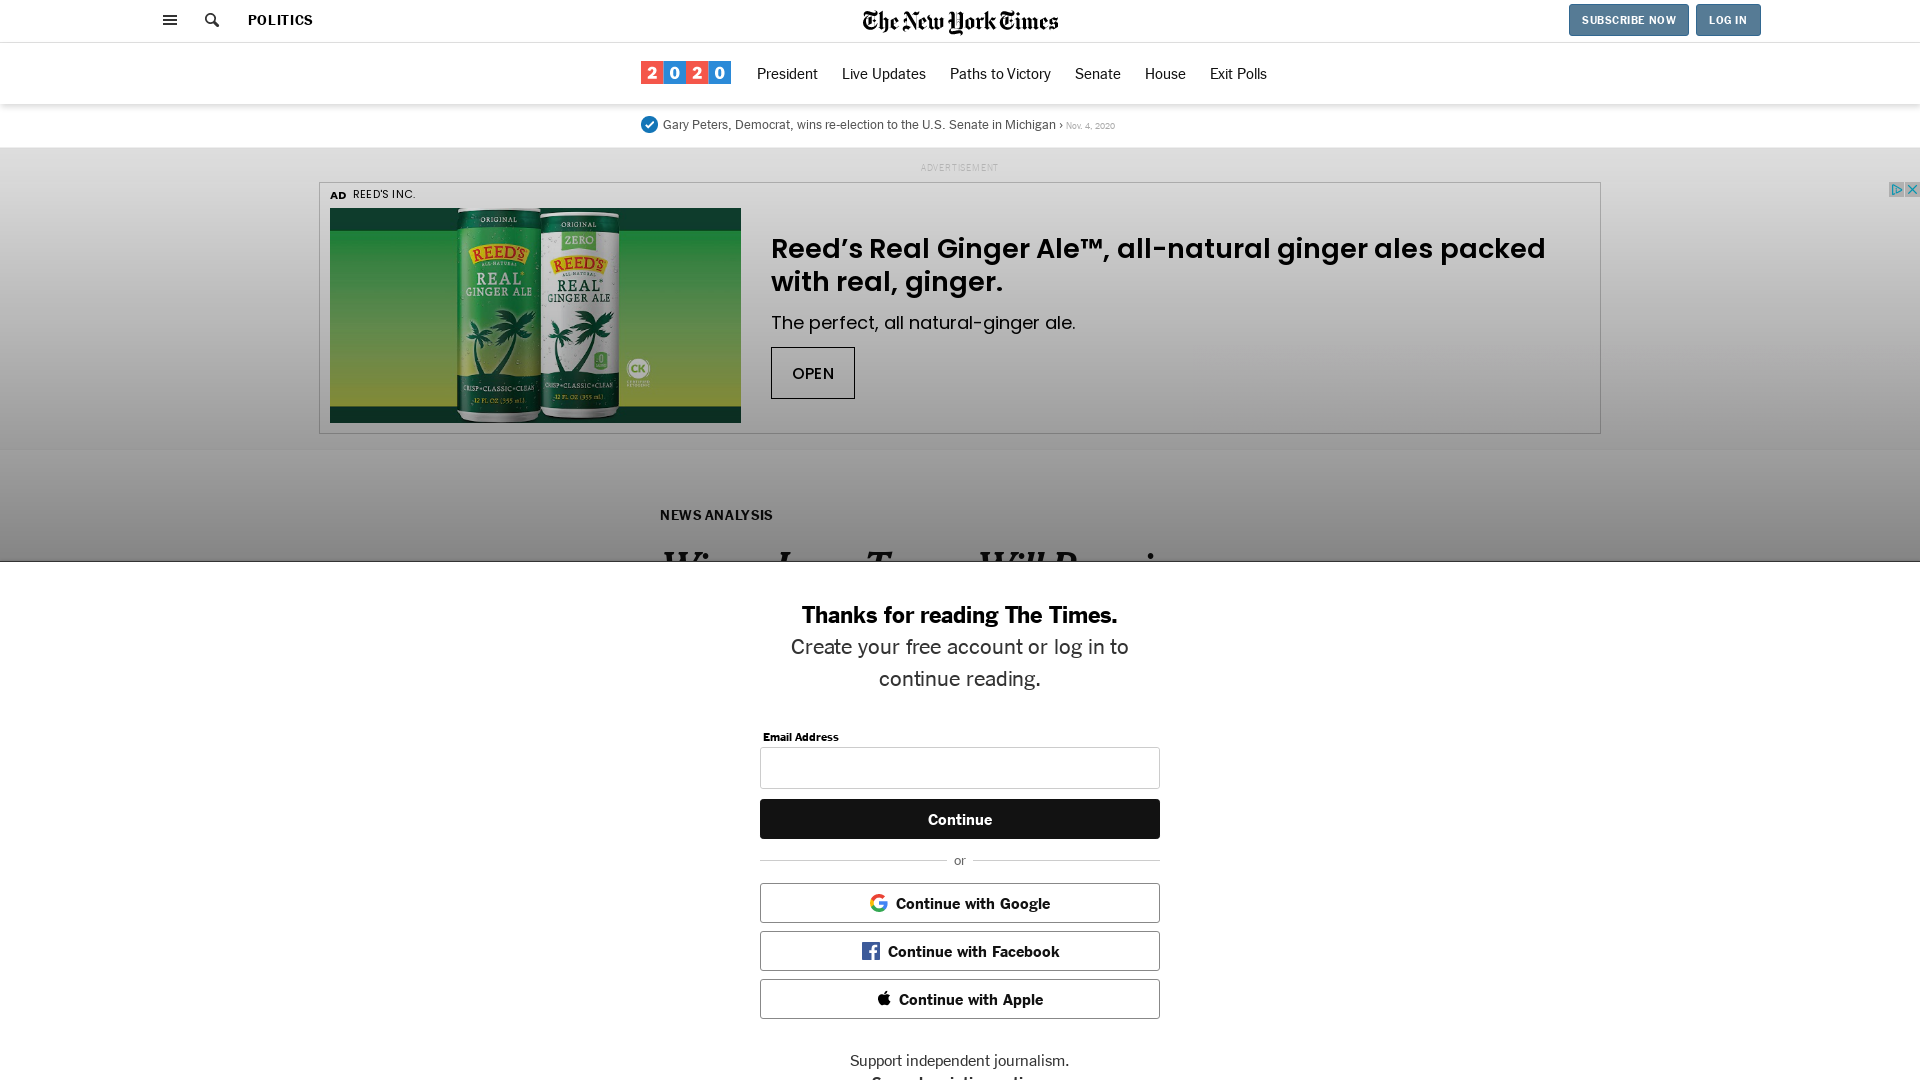 POLITICS
The New York Times
SUBSCRIBE NOW
LOG IN
2020
President
Live Updates
Paths to Victory
Senate
House
Exit Polls
Gary Peters, Democrat, wins re-election to the U.S. Senate in Michigan › Nov. 4, 2020
ADVERTISEMENT
AD REED'S INC.
ORIGINAL
REED'S
ALL-NATURAL
REAL
GINGER ALE
CRISP•CLASSIC•CLEAN
12 FL OZ (355 mL)
ORIGINAL
ZERO
REED'S
ALL-NATURAL
REAL
GINGER ALE
CRISP•CLASSIC•CLEAN
12 FL OZ (355 mL)
CK
Reed’s Real Ginger Ale™, all-natural ginger ales packed
with real, ginger.
The perfect, all natural-ginger ale.
OPEN
NEWS ANALYSIS
Thanks for reading The Times.
Create your free account or log in to
continue reading.
Email Address
Continue
or
Continue with Google
Continue with Facebook
Continue with Apple
Support independent journalism.